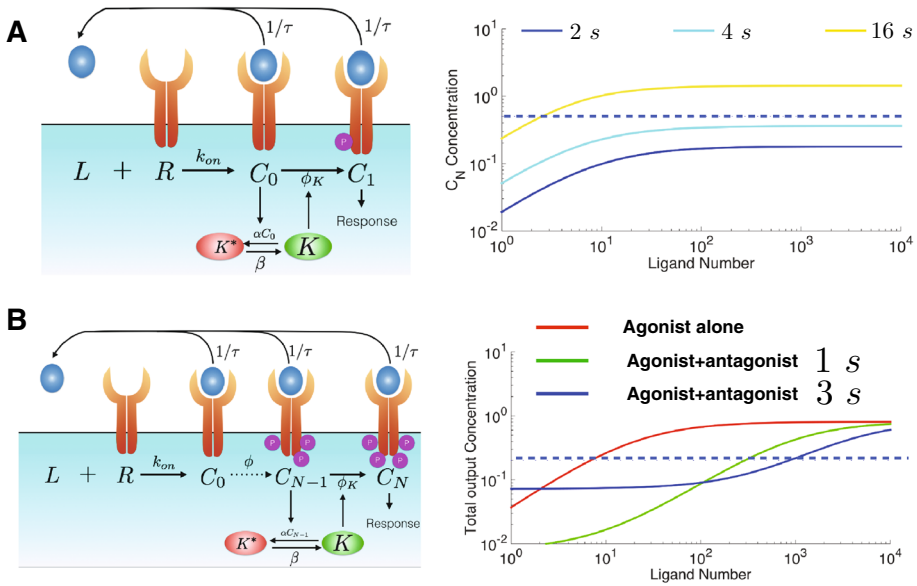 A
1/τ
1/τ
P
L + R k_on C_0 ϕ_K C_1
Response
K* αC_0 K
β
2 s
4 s
16 s
C_N Concentration
10^1
10^0
10^-1
10^-2
10^0
10^1
10^2
10^3
10^4
Ligand Number
B
1/τ
1/τ
1/τ
P
P
P
P
P
P
P
L + R k_on C_0 ϕ C_N−1 ϕ_K C_N
Response
K* αC_N−1 K
β
Agonist alone
Agonist+antagonist 1 s
Agonist+antagonist 3 s
Total output Concentration
10^1
10^0
10^-1
10^-2
10^0
10^1
10^2
10^3
10^4
Ligand Number